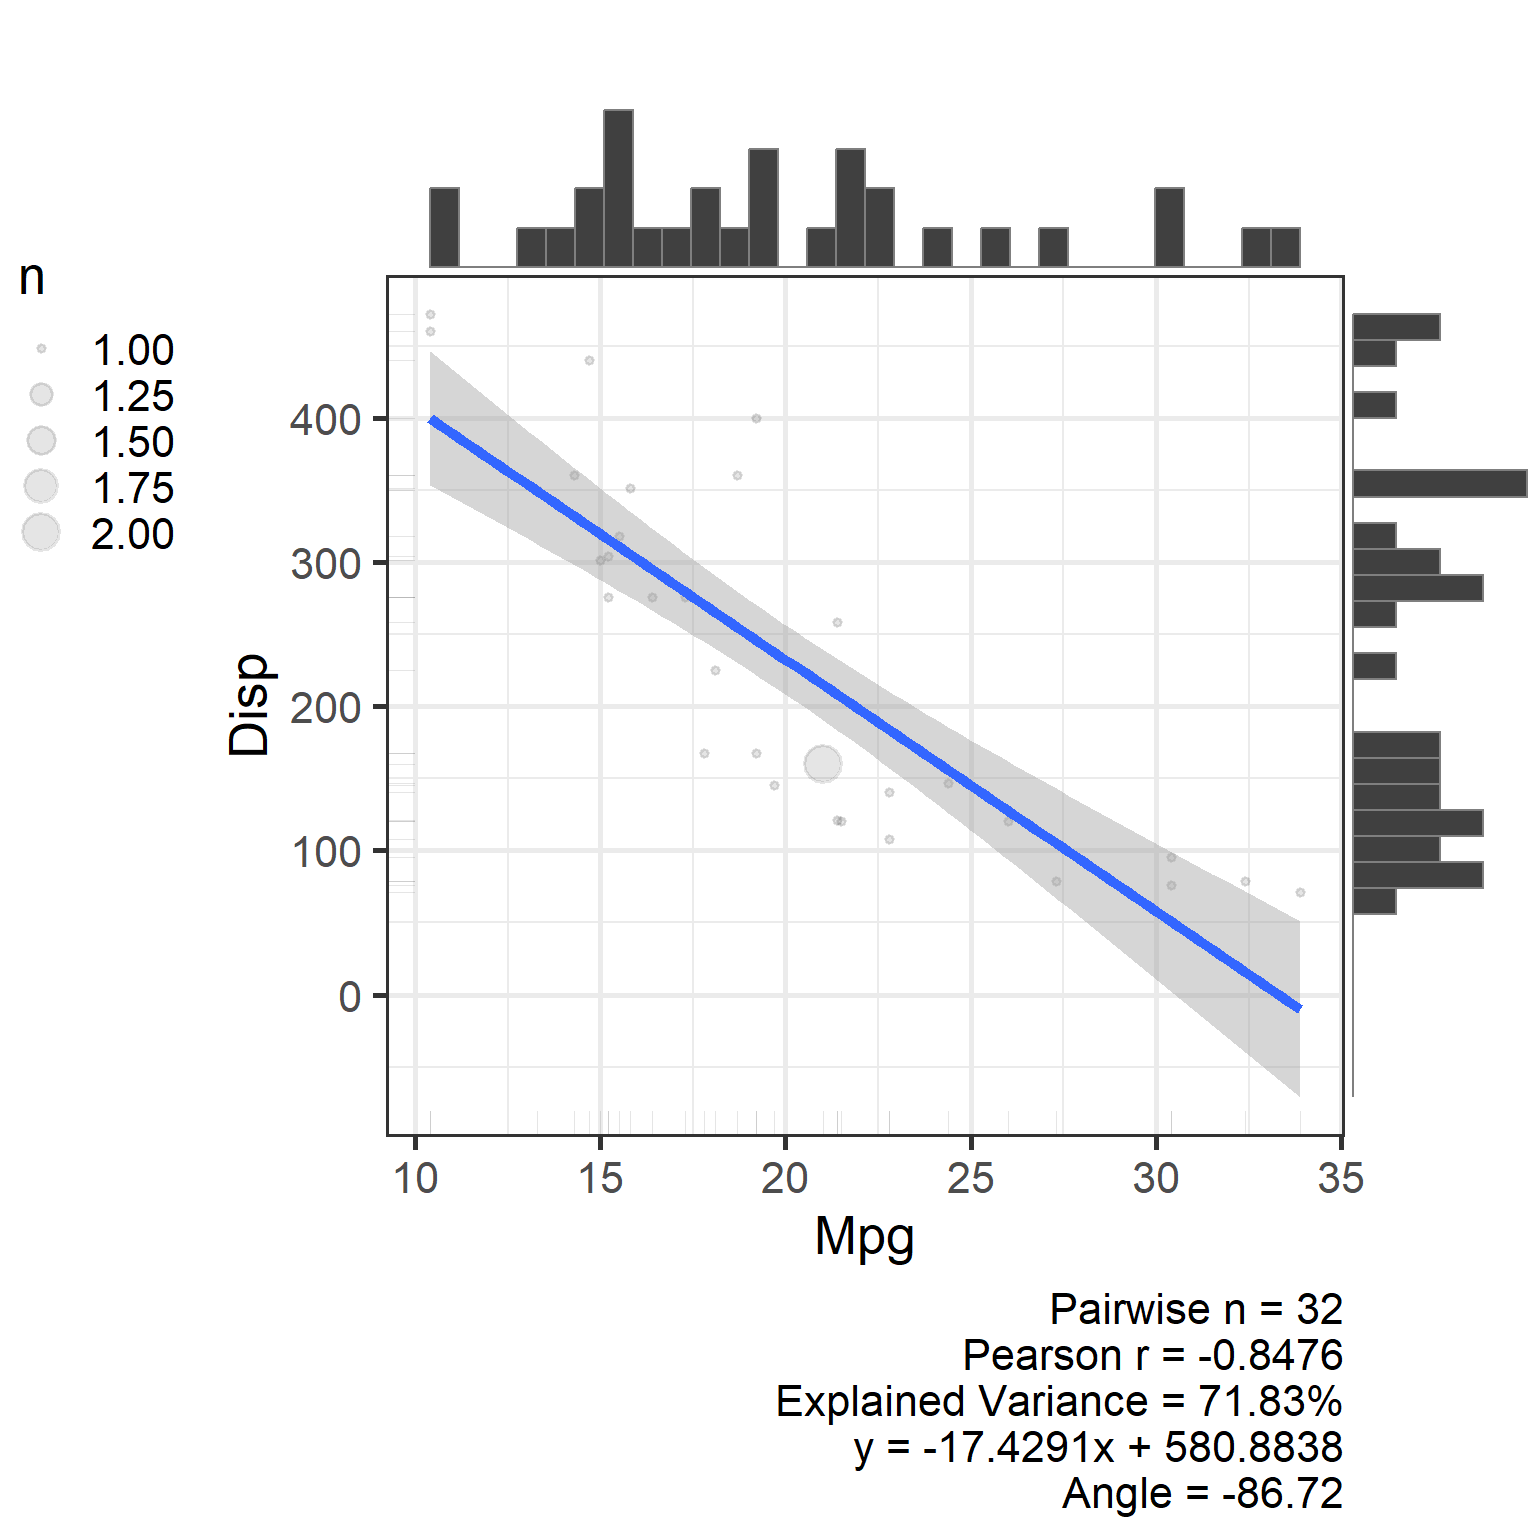 n
1.00
1.25
1.50
1.75
2.00
Disp
400
300
200
100
0
10 15 20 25 30 35
Mpg
Pairwise n = 32
Pearson r = -0.8476
Explained Variance = 71.83%
y = -17.4291x + 580.8838
Angle = -86.72